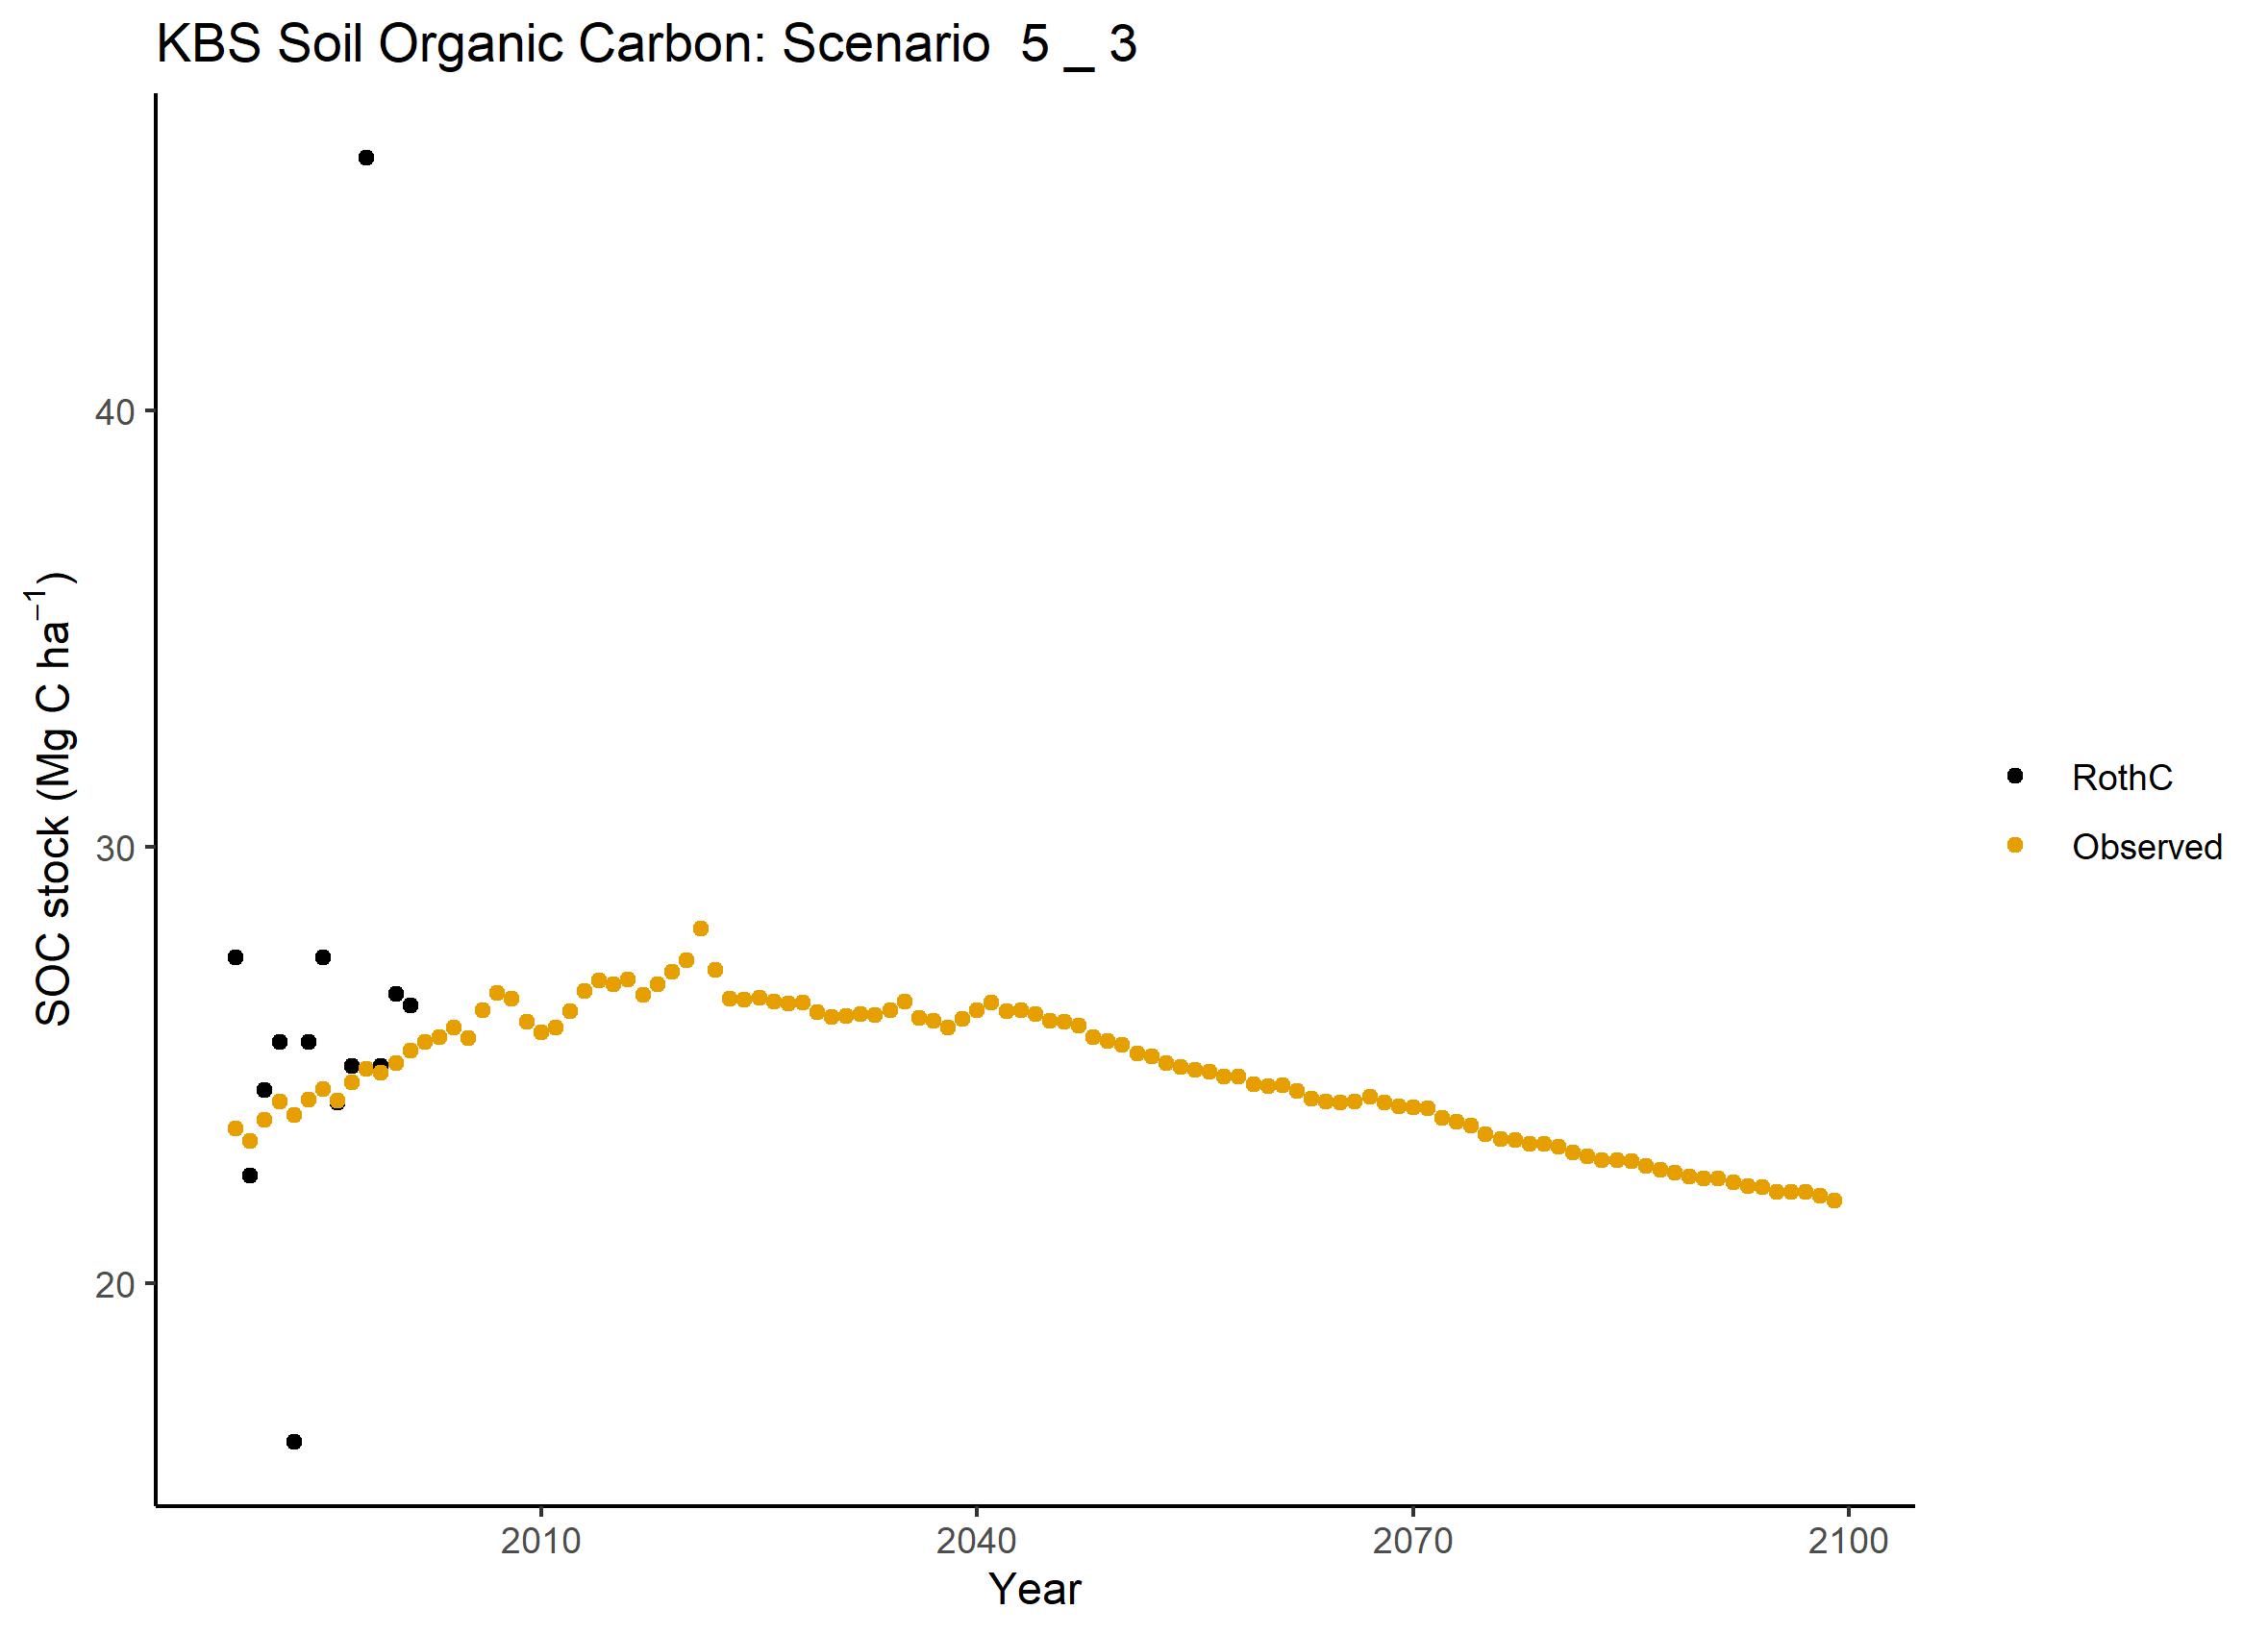 KBS Soil Organic Carbon: Scenario  5 _ 3
SOC stock (Mg C ha⁻¹)
40
30
20
2010
2040
2070
2100
Year
RothC
Observed